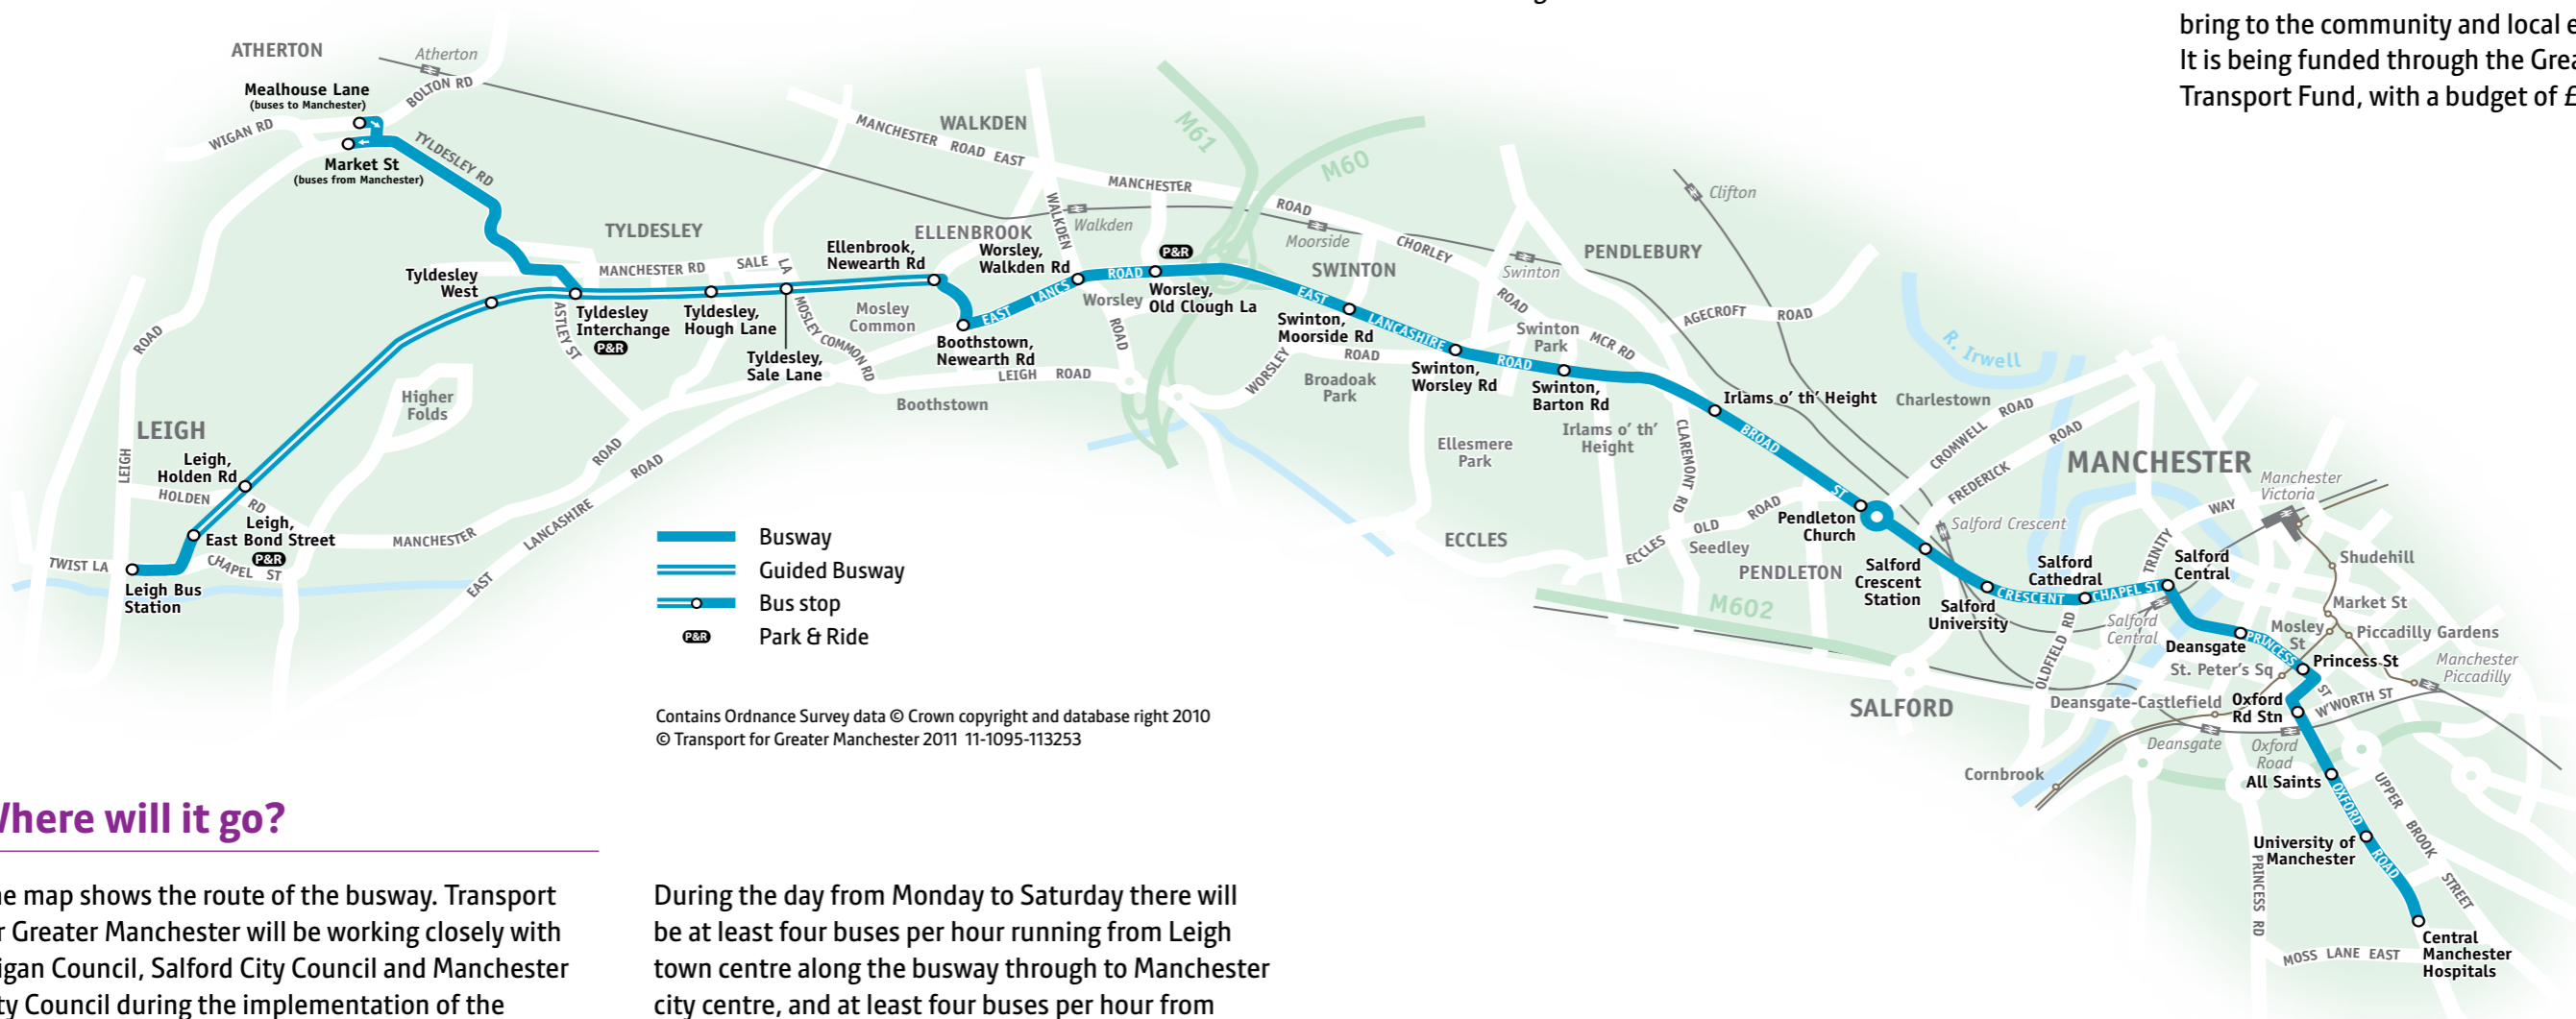 bring to the community and local
It is being funded through the
Transport Fund, with a budget of £
ATHERTON
Atherton
Mealhouse Lane
(buses to Manchester)
BOLTON RD
WIGAN RD
Market St
(buses from Manchester)
TYLDESLEY RD
WALKDEN
MANCHESTER ROAD EAST
M61
M60
MANCHESTER
ROAD
Clifton
TYLDESLEY
ELLENBROOK
WALKDEN
Walkden
Moorside
CHORLEY
Swinton
PENDLEBURY
Ellenbrook,
Newearth Rd
Worsley,
Walkden Rd
P&R
SWINTON
Tyldesley
West
MANCHESTER RD
SALE LA
ROAD
Worsley
Worsley,
Old Clough La
EAST
ROAD
AGECROFT ROAD
R. Irwell
ASTLEY ST
Tyldesley
Interchange
P&R
Tyldesley,
Hough Lane
MOSLEY COMMON RD
Mosley
Common
EAST LANCS
Swinton,
Moorside Rd
LANCASHIRE
Swinton
Park
MCR RD
ROAD
Tyldesley,
Sale Lane
Boothstown,
Newearth Rd
ROAD
LEIGH ROAD
WORSLEY
ROAD
Swinton,
Worsley Rd
ROAD
Swinton,
Barton Rd
Higher
Folds
Boothstown
Broadoak
Park
Irlams o' th' Height
Charlestown
CROMWELL ROAD
LEIGH
LEIGH
Leigh,
Holden Rd
HOLDEN RD
ROAD
ROAD
Ellesmere
Park
Irlams o' th'
Height
CLAREMONT RD
BROAD ST
FREDERICK ROAD
MANCHESTER
Manchester
Victoria
Leigh,
East Bond Street
P&R
MANCHESTER
LANCASHIRE
EAST
Busway
Guided Busway
Bus stop
P&R
Park & Ride
ECCLES
ECCLES OLD ROAD
Seedley
PENDLETON
Pendleton
Church
Salford Crescent
TRINITY WAY
Shudehill
TWIST LA
CHAPEL ST
Leigh Bus
Station
M602
Salford
Crescent
Station
Salford
University
CRESCENT
Salford
Cathedral
CHAPEL ST
Salford
Central
Market St
OLDFIELD RD
Salford
Central
Deansgate
PRINCESS ST
Mosley
St
Piccadilly Gardens
St. Peter's Sq
Princess St
Manchester
Piccadilly
SALFORD
Deansgate-Castlefield
Oxford
Rd Stn
W'WORTH ST
Deansgate
Oxford
Road
Cornbrook
All Saints
OXFORD ROAD
UPPER BROOK STREET
University of
Manchester
PRINCESS RD
MOSS LANE EAST
Central
Manchester
Hospitals
Contains Ordnance Survey data © Crown copyright and database right 2010
© Transport for Greater Manchester 2011 11-1095-113253
Where will it go?
map shows the route of the busway. Transport
Greater Manchester will be working closely with
Council, Salford City Council and Manchester
Council during the implementation of the
During the day from Monday to Saturday there will
be at least four buses per hour running from Leigh
town centre along the busway through to Manchester
city centre, and at least four buses per hour from